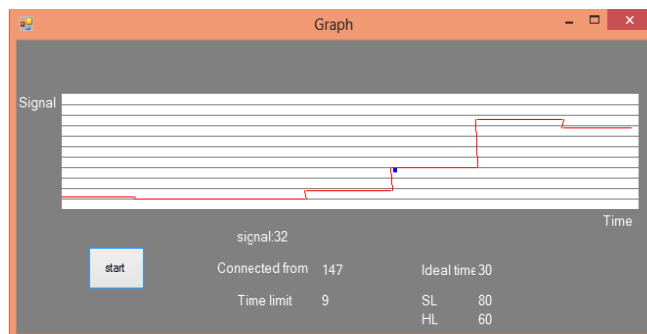 Graph
Signal
Time
signal:32
start
Connected from 147
Ideal time 30
Time limit 9
SL 80
HL 60